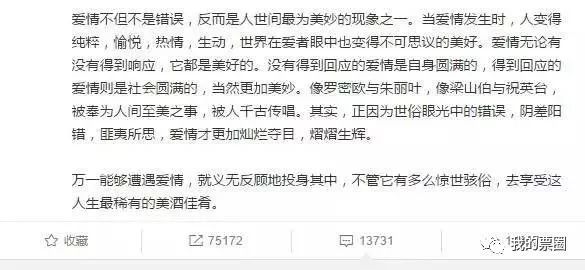 爱情不但不是错误，反而是人世间最为美妙的现象之一。当爱情发生时，人变得
纯粹，愉悦，热情，生动，世界在爱者眼中也变得不可思议的美好。爱情无论有
没有得到响应，它都是美好的。没有得到回应的爱情是自身圆满的，得到回应的
爱情则是社会圆满的，当然更加美妙。像罗密欧与朱丽叶，像梁山伯与祝英台，
被奉为人间至美之事，被人千古传唱。其实，正因为世俗眼光中的错误，阴差阳
错，匪夷所思，爱情才更加灿烂夺目，熠熠生辉。
万一能够遭遇爱情，就义无反顾地投身其中，不管它有多么惊世骇俗，去享受这
人生最稀有的美酒佳肴。
收藏 75172 13731 我的票圈